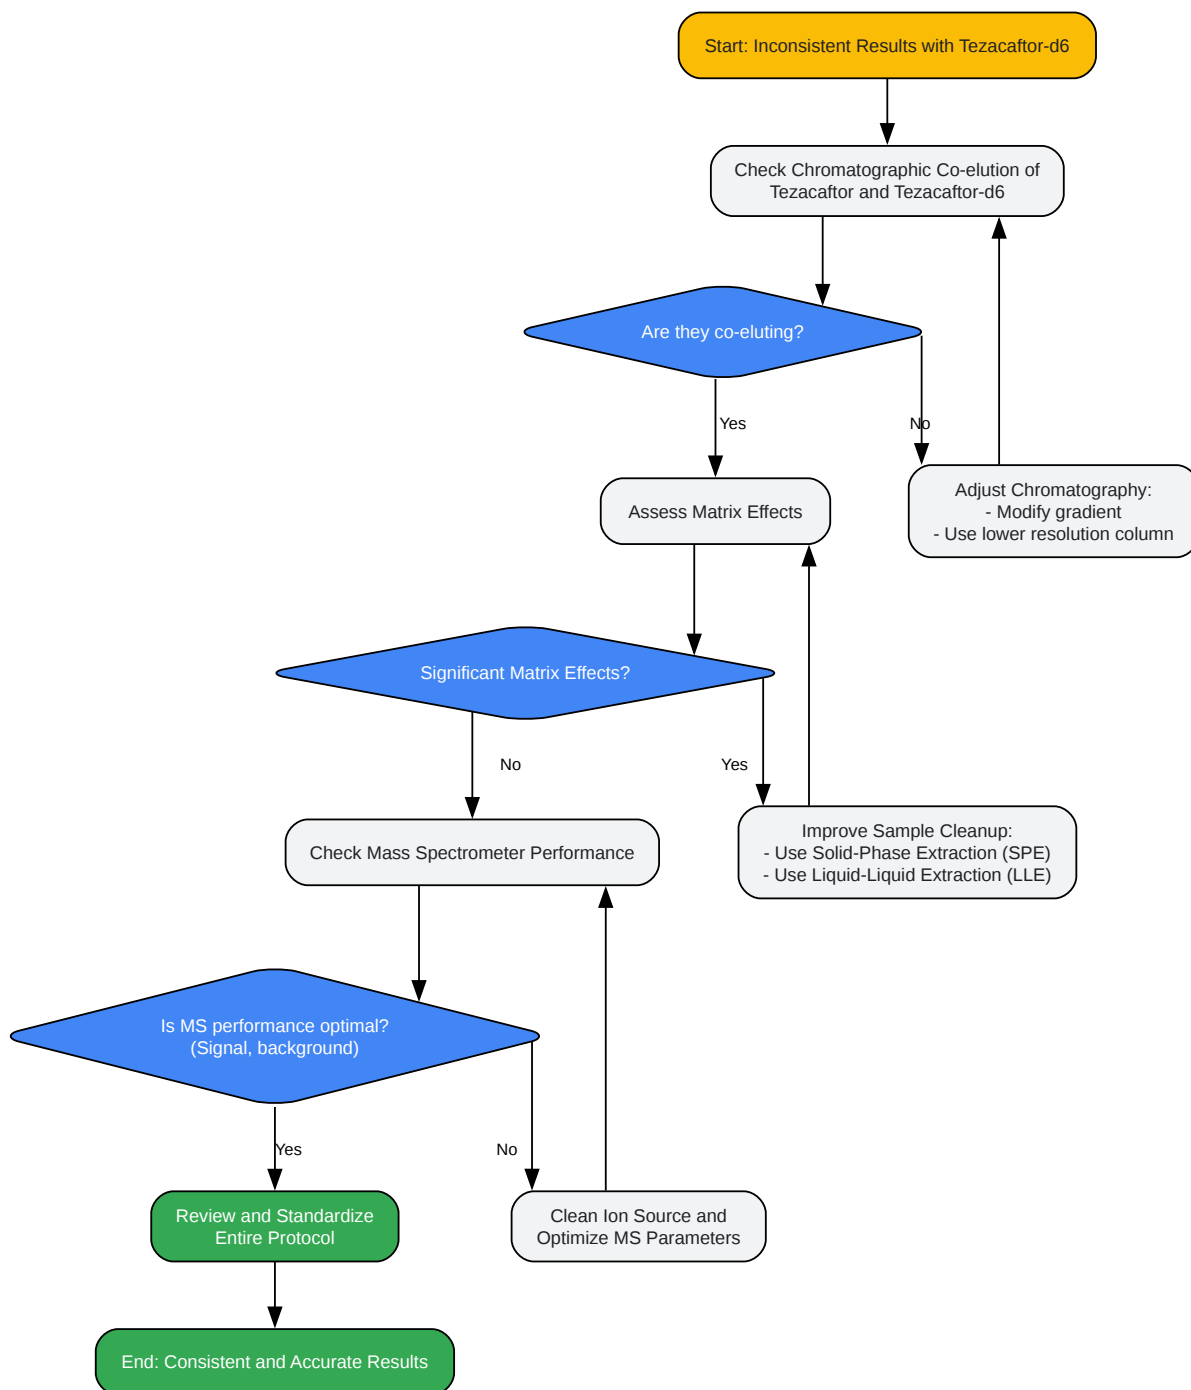 Start: Inconsistent Results with Tezacaftor-d6
Check Chromatographic Co-elution of
Tezacaftor and Tezacaftor-d6
Are they co-eluting?
Yes
No
Adjust Chromatography:
- Modify gradient
- Use lower resolution column
Assess Matrix Effects
Significant Matrix Effects?
No
Yes
Improve Sample Cleanup:
- Use Solid-Phase Extraction (SPE)
- Use Liquid-Liquid Extraction (LLE)
Check Mass Spectrometer Performance
Is MS performance optimal?
(Signal, background)
Yes
No
Review and Standardize
Entire Protocol
Clean Ion Source and
Optimize MS Parameters
End: Consistent and Accurate Results